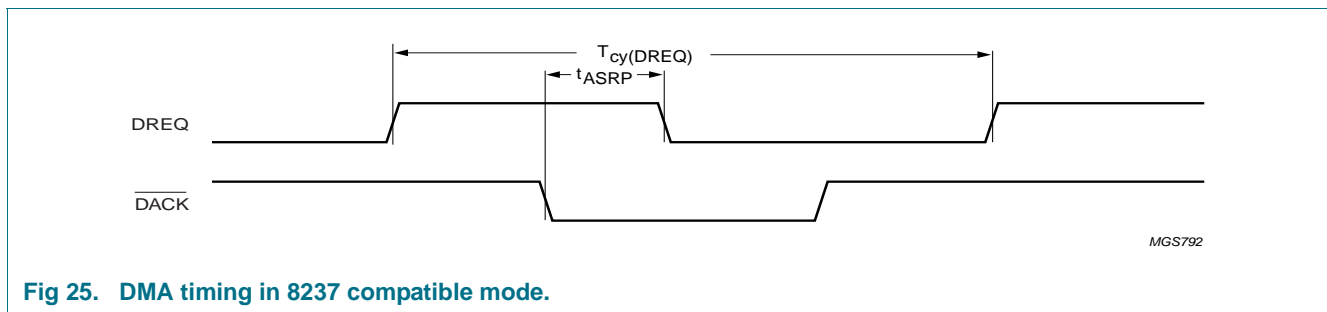 Tcy(DREQ)
tASRP
DREQ
DACK
MGS792
Fig 25. DMA timing in 8237 compatible mode.